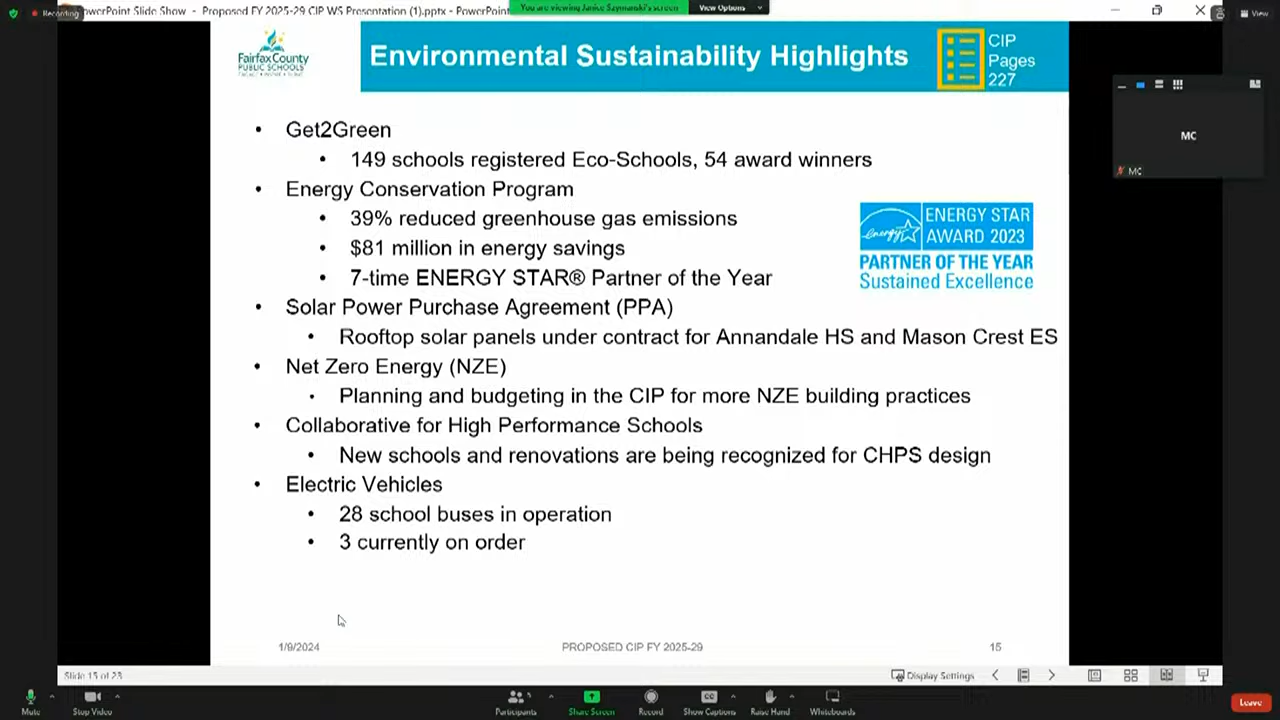 PowerPoint Slide Show - Proposed FY 2025-29 CIP WS Presentation (1).pptx - PowerPoint
Recording
You are viewing Janice Szymanski's screen
View Options
View
FairfaxCounty
PUBLIC SCHOOLS
Environmental Sustainability Highlights
CIP
Pages
227
MC
MC
• Get2Green
• 149 schools registered Eco-Schools, 54 award winners
• Energy Conservation Program
• 39% reduced greenhouse gas emissions
• $81 million in energy savings
• 7-time ENERGY STAR® Partner of the Year
energy
ENERGY STAR
AWARD 2023
PARTNER OF THE YEAR
Sustained Excellence
• Solar Power Purchase Agreement (PPA)
• Rooftop solar panels under contract for Annandale HS and Mason Crest ES
• Net Zero Energy (NZE)
• Planning and budgeting in the CIP for more NZE building practices
• Collaborative for High Performance Schools
• New schools and renovations are being recognized for CHPS design
• Electric Vehicles
• 28 school buses in operation
• 3 currently on order
1/9/2024
PROPOSED CIP FY 2025-29
15
Slide 15 of 23
Display Settings
Mute
Stop Video
Participants
Share Screen
Record
CC
Show Captions
Raise Hand
Whiteboards
Leave